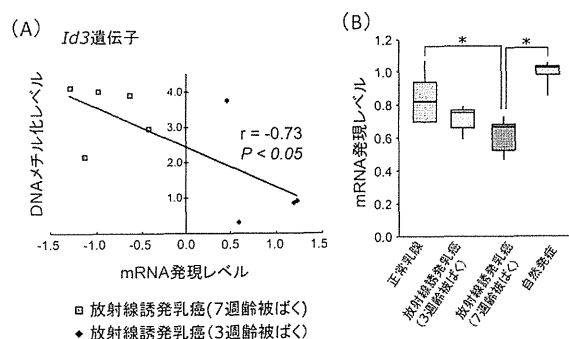 (A)
Id3遺伝子
DNAメチル化レベル
4.0
3.0
2.0
1.0
r = -0.73
P < 0.05
-1.5 -1.0 -0.5 0.0 0.5 1.0 1.5
mRNA発現レベル
放射線誘発乳癌(7週齢被ばく)
放射線誘発乳癌(3週齢被ばく)
(B)
* *
mRNA発現レベル
1.2
1.0
0.8
0.6
0.4
0.2
0.0
正常乳腺
放射線誘発乳癌
(3週齢被ばく)
放射線誘発乳癌
(7週齢被ばく)
自然発症